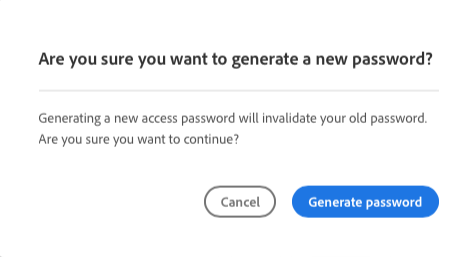 Are you sure you want to generate a new password?
Generating a new access password will invalidate your old password.
Are you sure you want to continue?
Cancel
Generate password